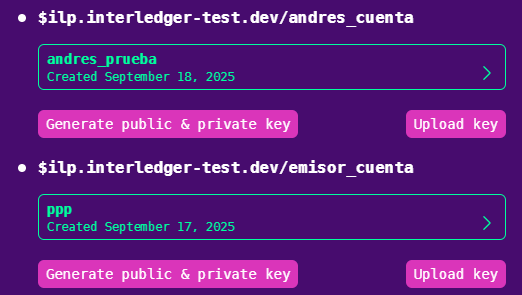 $ilp.interledger-test.dev/andres_cuenta
andres_prueba
Created September 18, 2025
Generate public & private key Upload key
$ilp.interledger-test.dev/emisor_cuenta
ppp
Created September 17, 2025
Generate public & private key Upload key